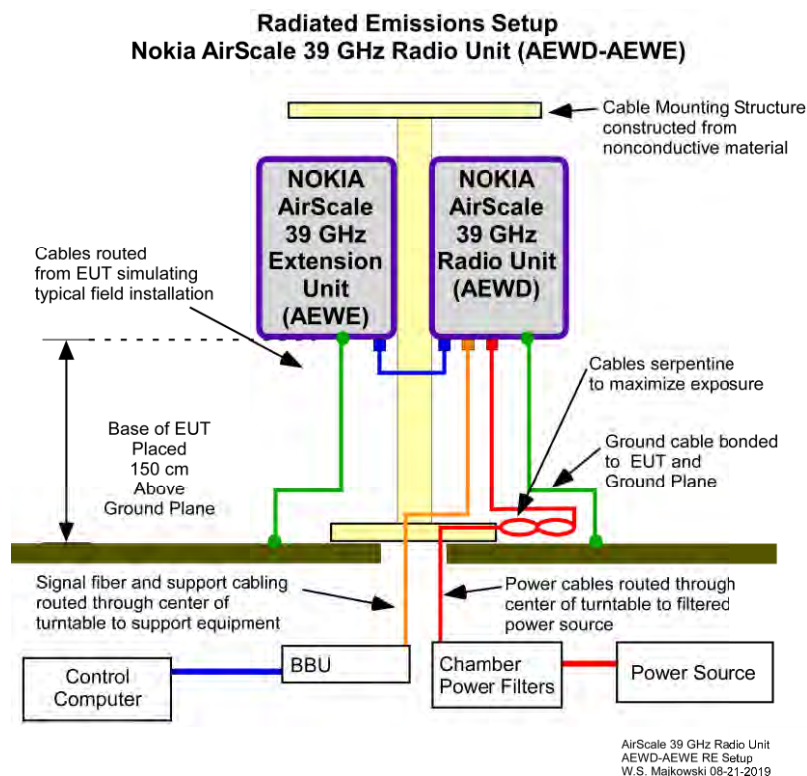 Radiated Emissions Setup
Nokia AirScale 39 GHz Radio Unit (AEWD-AEWE)
Cable Mounting Structure
constructed from
nonconductive material
NOKIA
AirScale
39 GHz
Extension
Unit
(AEWE)
NOKIA
AirScale
39 GHz
Radio Unit
(AEWD)
Cables routed
from EUT simulating
typical field installation
Cables serpentine
to maximize exposure
Base of EUT
Placed
150 cm
Above
Ground Plane
Ground cable bonded
to EUT and
Ground Plane
Signal fiber and support cabling
routed through center of
turntable to support equipment
Power cables routed through
center of turntable to filtered
power source
Control
Computer
BBU
Chamber
Power Filters
Power Source
AirScale 39 GHz Radio Unit
AEWD-AEWE RE Setup
W.S. Majkowski 08-21-2019